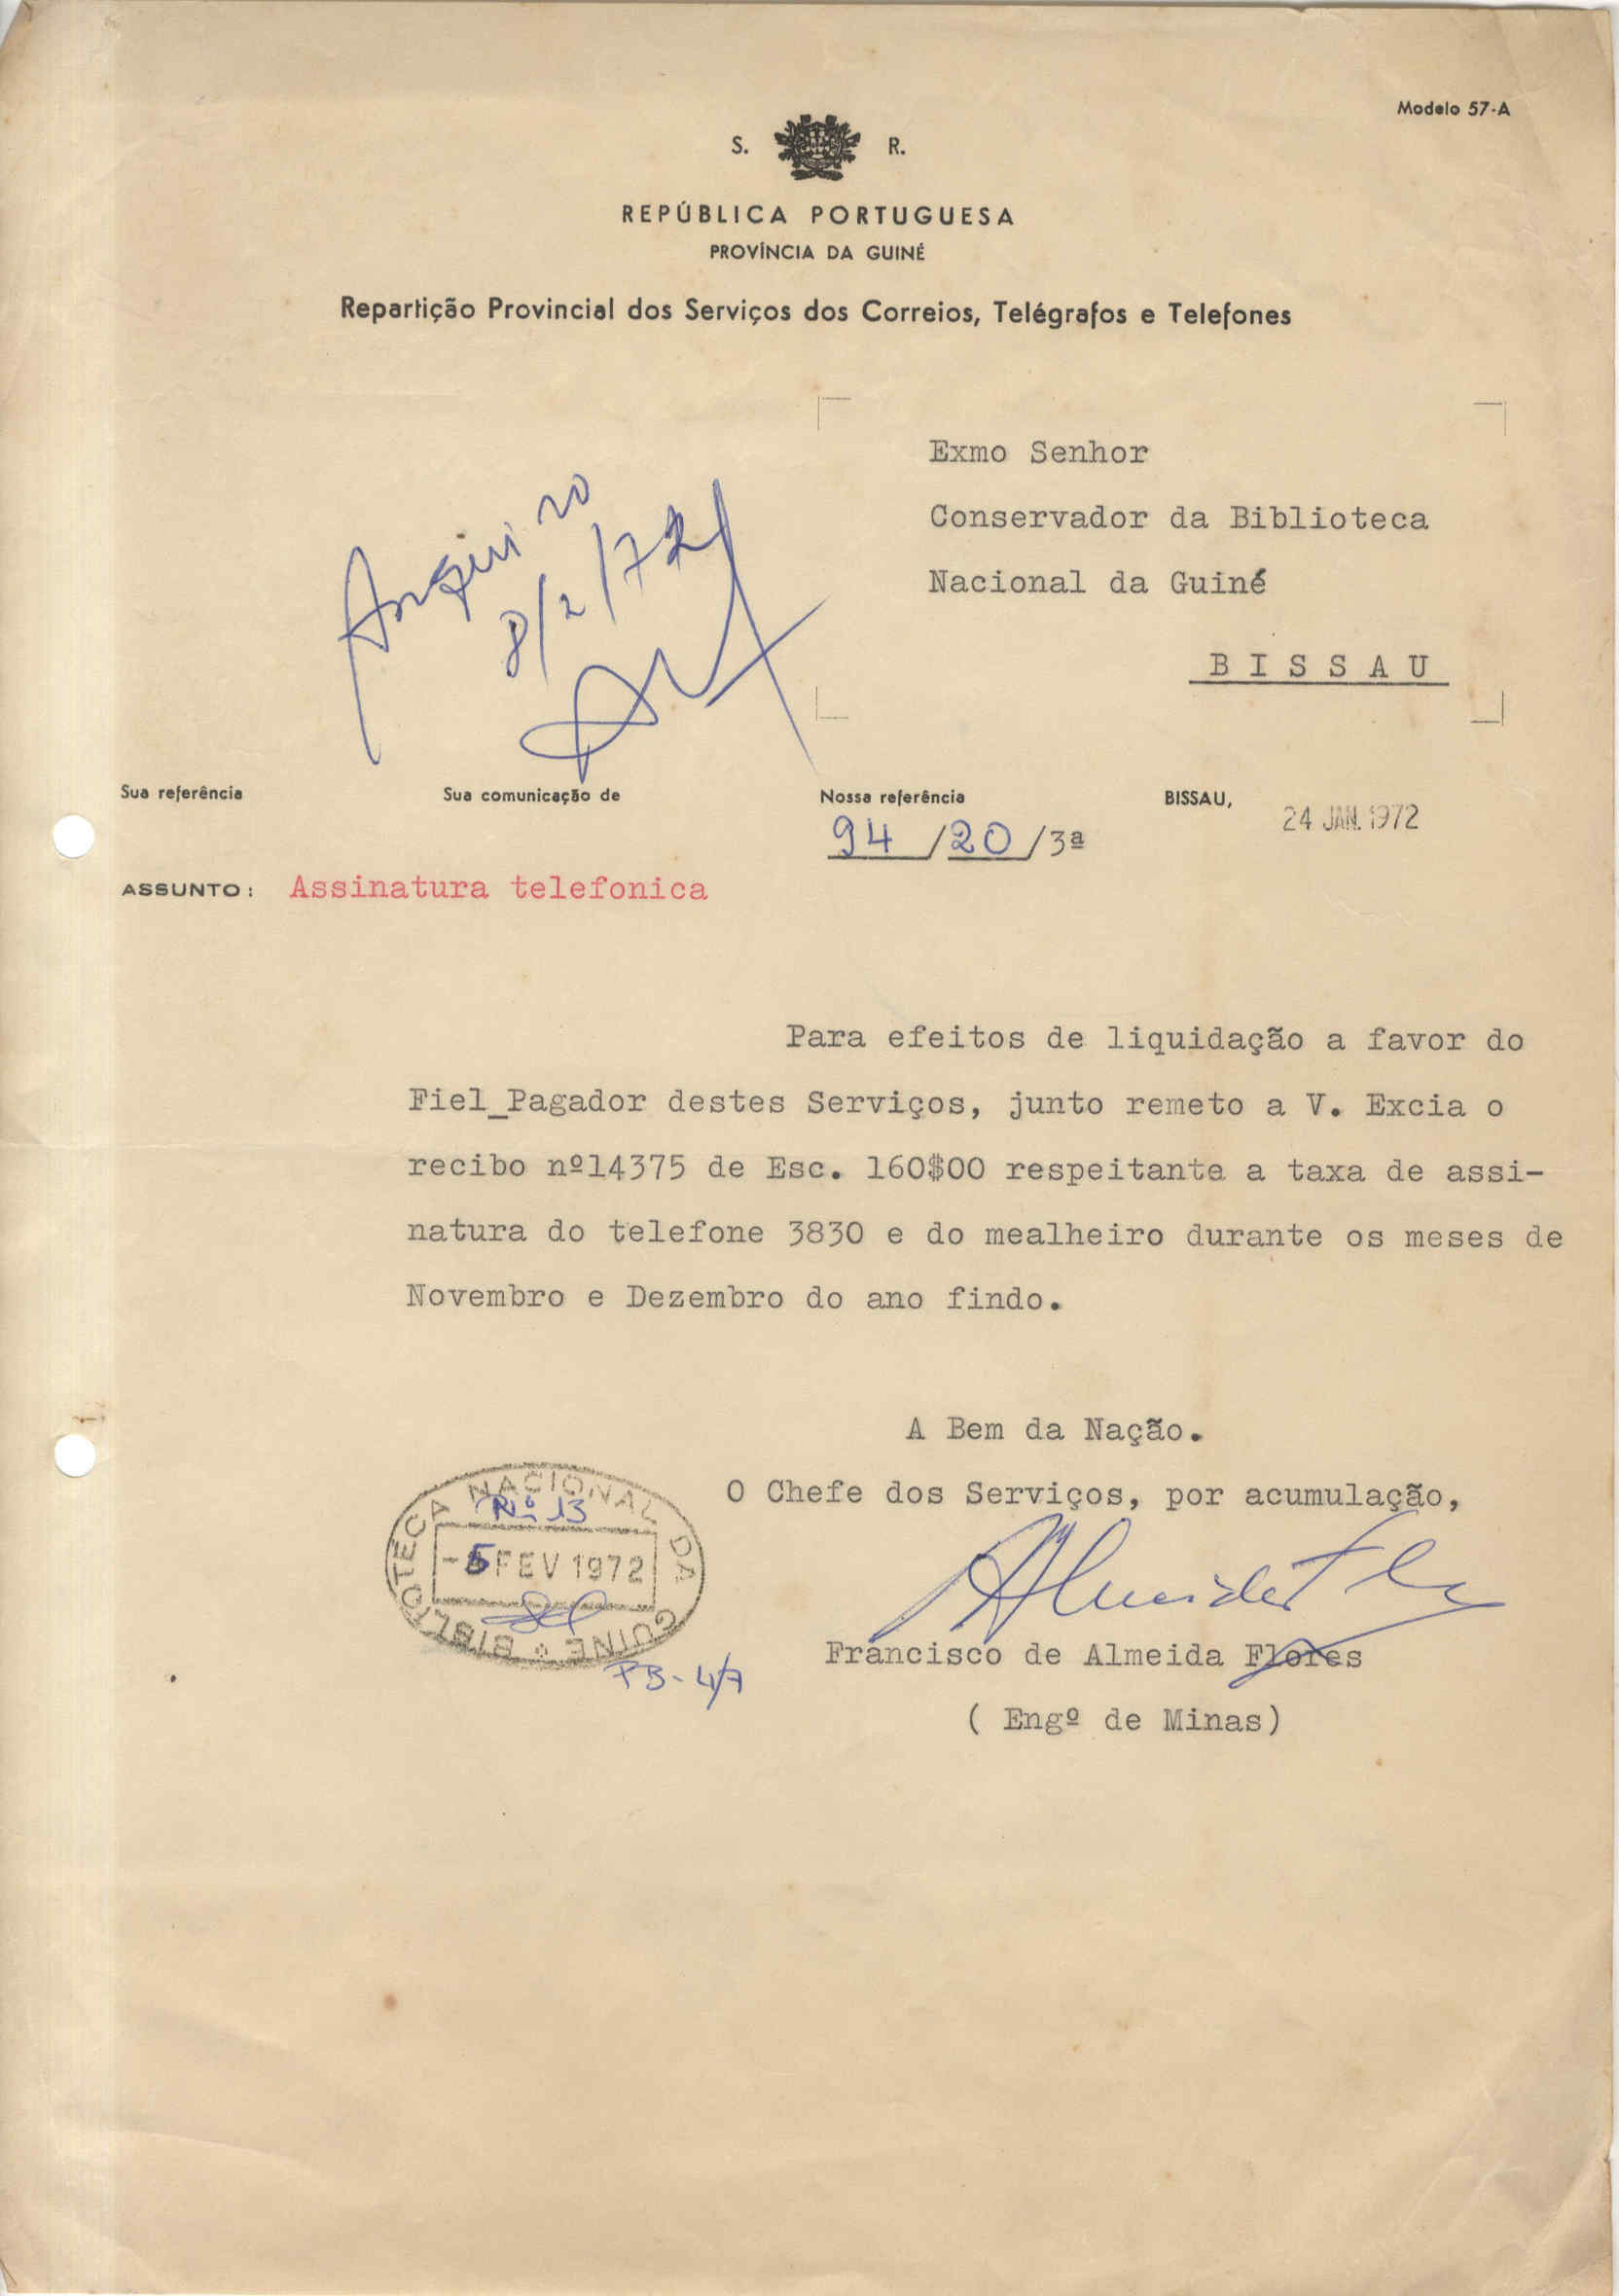 Modelo 57-A
S. R.
REPÚBLICA PORTUGUESA
PROVÍNCIA DA GUINÉ
Repartição Provincial dos Serviços dos Correios, Telégrafos e Telefones
Exmo Senhor
Conservador da Biblioteca
Nacional da Guiné
B I S S A U
8/2/72
Sua referência Sua comunicação de Nossa referência BISSAU,
94 /20 /3ª 24 JAN. 1972
ASSUNTO: Assinatura telefonica
Para efeitos de liquidação a favor do
Fiel_Pagador destes Serviços, junto remeto a V. Excia o
recibo nº14375 de Esc. 160$00 respeitante a taxa de assi-
natura do telefone 3830 e do mealheiro durante os meses de
Novembro e Dezembro do ano findo.
A Bem da Nação.
O Chefe dos Serviços, por acumulação,
Francisco de Almeida Flores
( Engº de Minas)
BIBLIOTECA NACIONAL DA GUINÉ
Nº 13
-5 FEV 1972